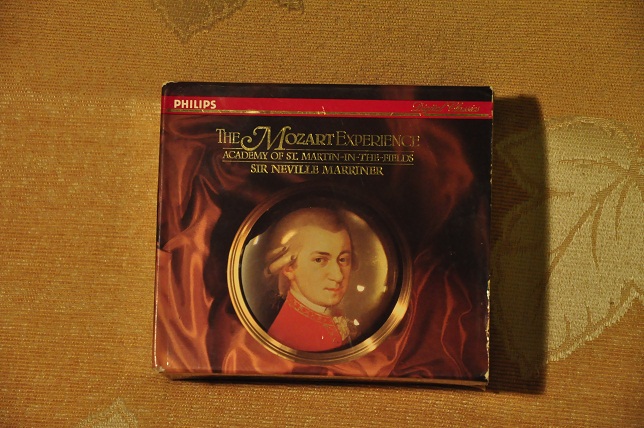 PHILIPS
THE MOZART EXPERIENCE
ACADEMY OF ST. MARTIN-IN-THE-FIELDS
SIR NEVILLE MARRINER